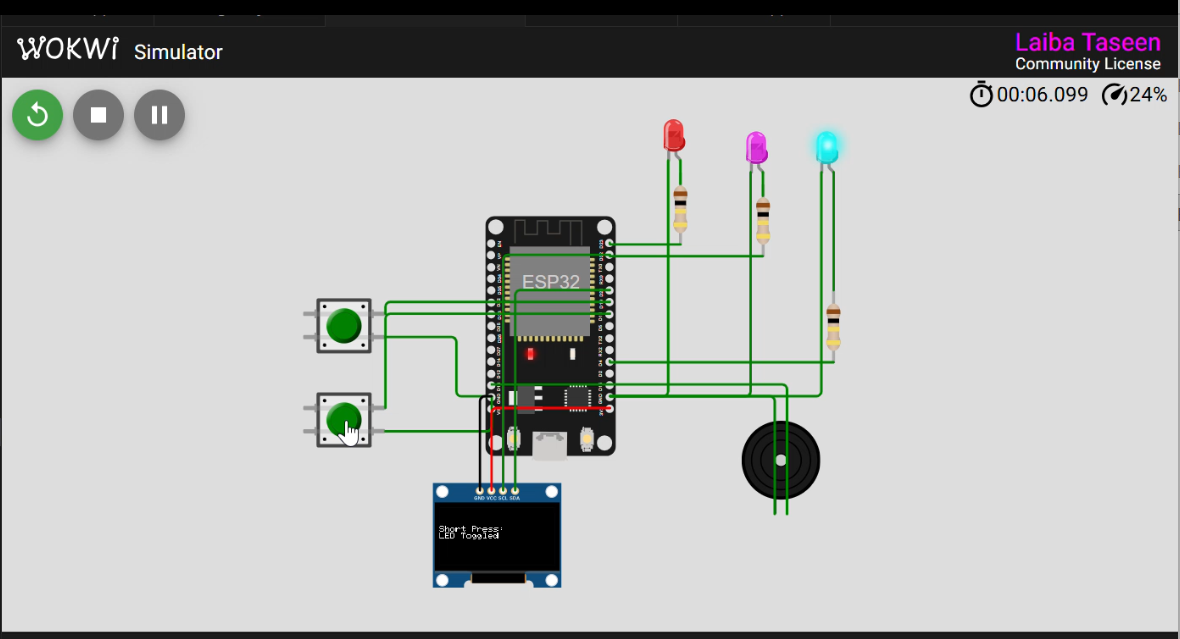 WOKWi Simulator
Laiba Taseen
Community License
00:06.099 24%
ESP32
GND VCC SCL SDA
Short Press:
LED Toggled